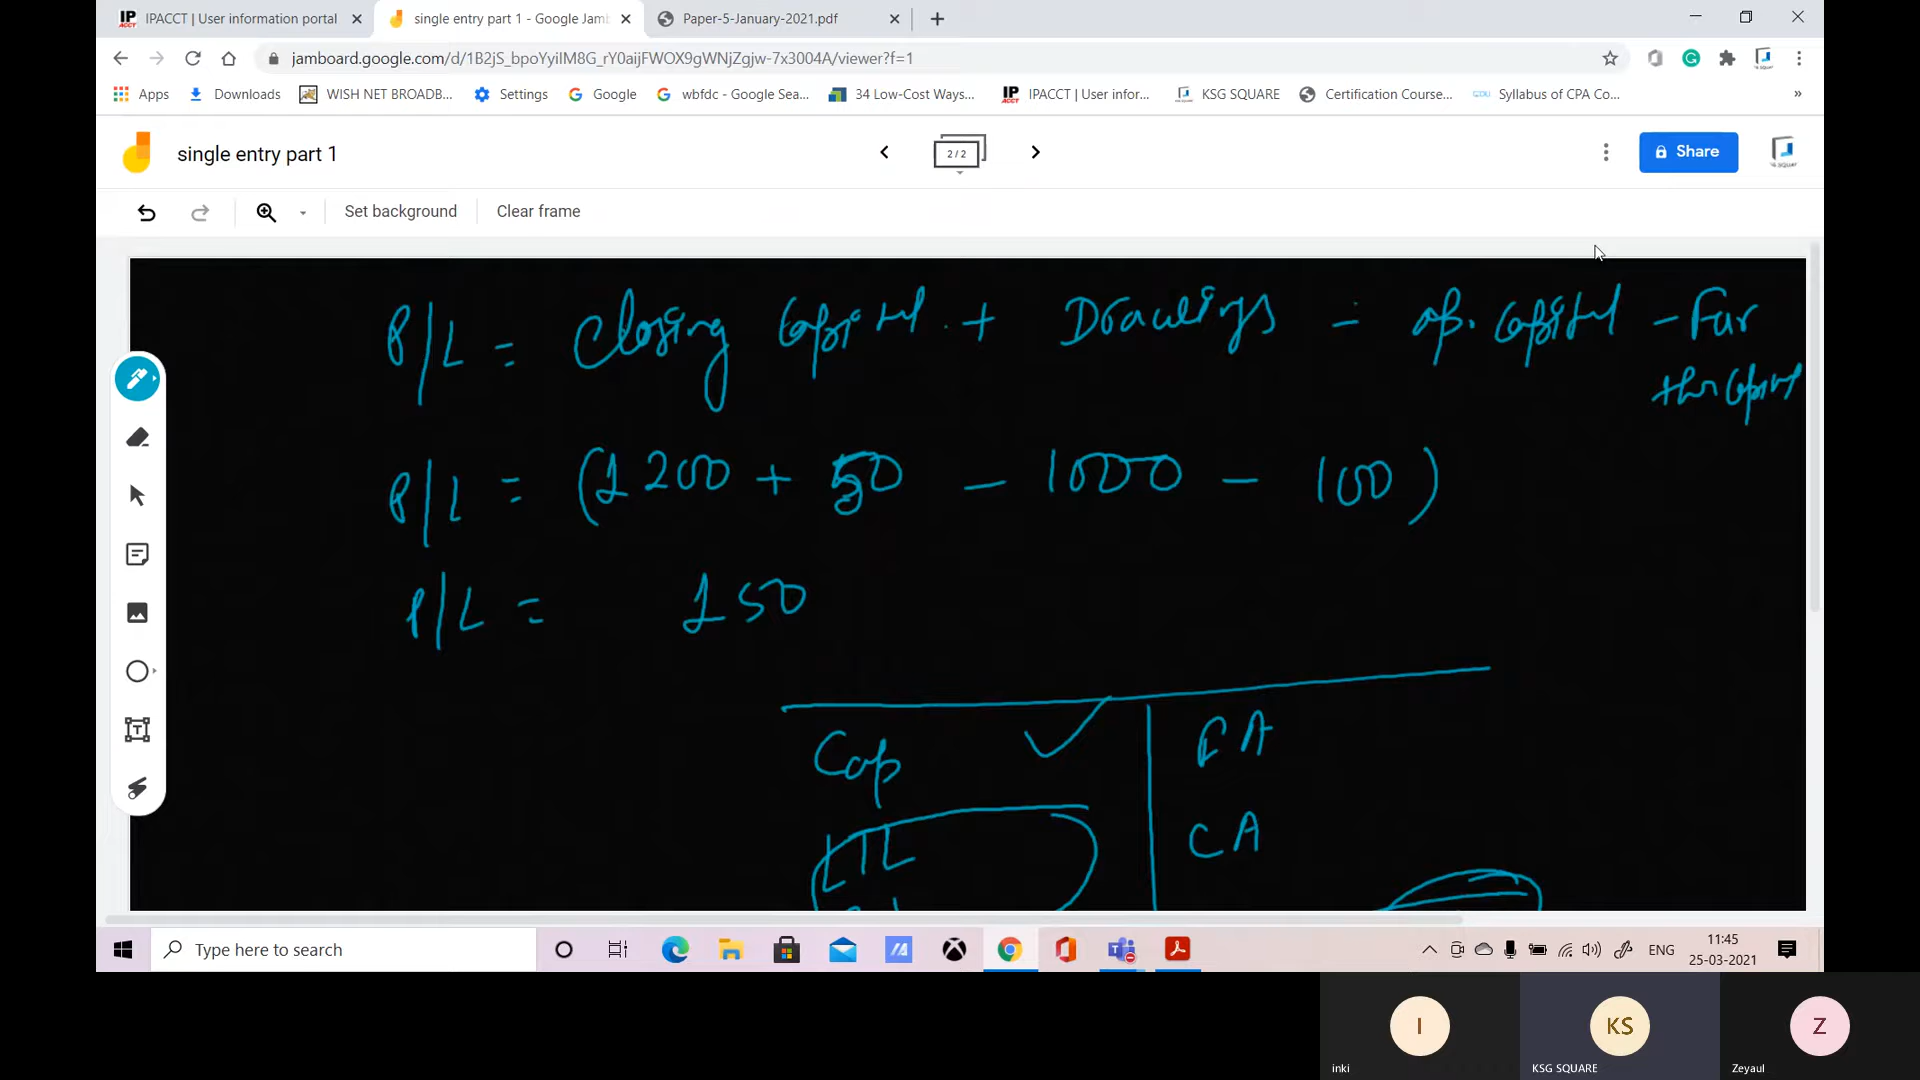 IPACCT | User information portal
single entry part 1 - Google Jamb
Paper-5-January-2021.pdf
jamboard.google.com/d/1B2jS_bpoYyiIM8G_rY0aijFWOX9gWNjZgjw-7x3004A/viewer?f=1
Apps Downloads WISH NET BROADB... Settings Google wbfdc - Google Sea... 34 Low-Cost Ways... IPACCT | User infor... KSG SQUARE Certification Course... Syllabus of CPA Co... »
single entry part 1
2 / 2
Share
Set background Clear frame
P/L = Closing Capital + Drawings - op. Capital - Fur
ther Capital
P/L = (1200 + 50 - 1000 - 100)
P/L = 150
Cap FA
LTL CA
Type here to search
ENG
11:45
25-03-2021
I KS Z
inki KSG SQUARE Zeyaul